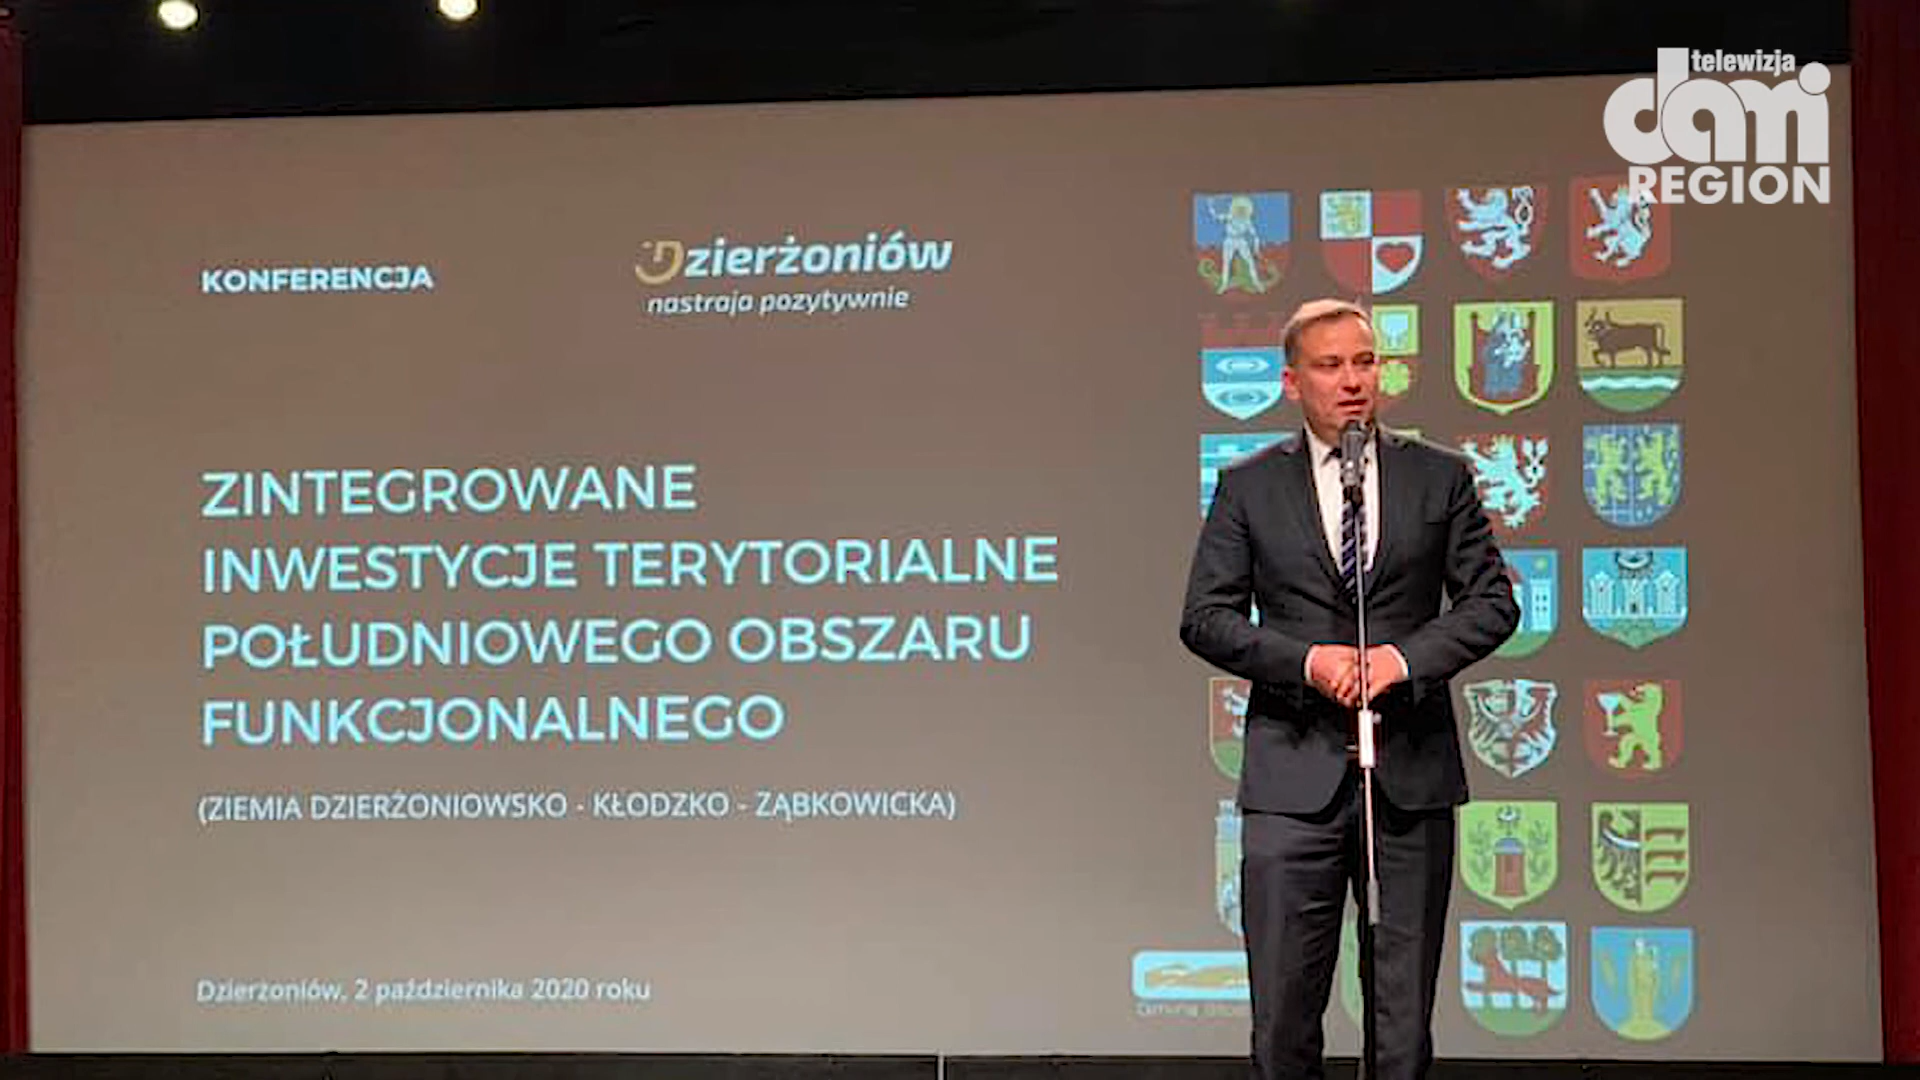 telewizja
dami
REGION
KONFERENCJA
Dzierżoniów
nastraja pozytywnie
ZINTEGROWANE
INWESTYCJE TERYTORIALNE
POŁUDNIOWEGO OBSZARU
FUNKCJONALNEGO
(ZIEMIA DZIERŻONIOWSKO - KŁODZKO - ZĄBKOWICKA)
Dzierżoniów, 2 października 2020 roku
Gmina